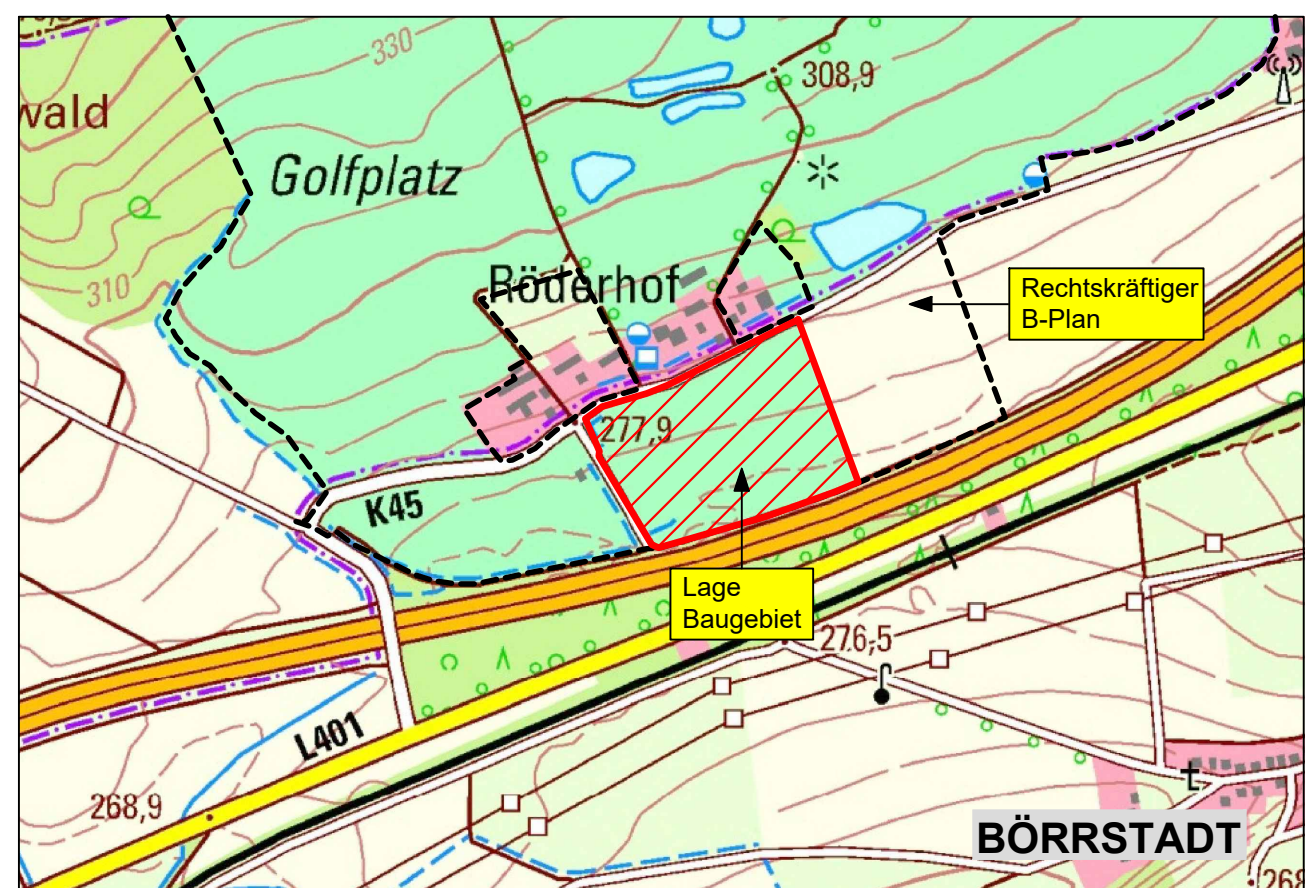 330
308,9
wald
Golfplatz
310
Röderhof
Rechtskräftiger
B-Plan
277,9
K45
Lage
Baugebiet
276,5
L401
268,9
BÖRRSTADT
268